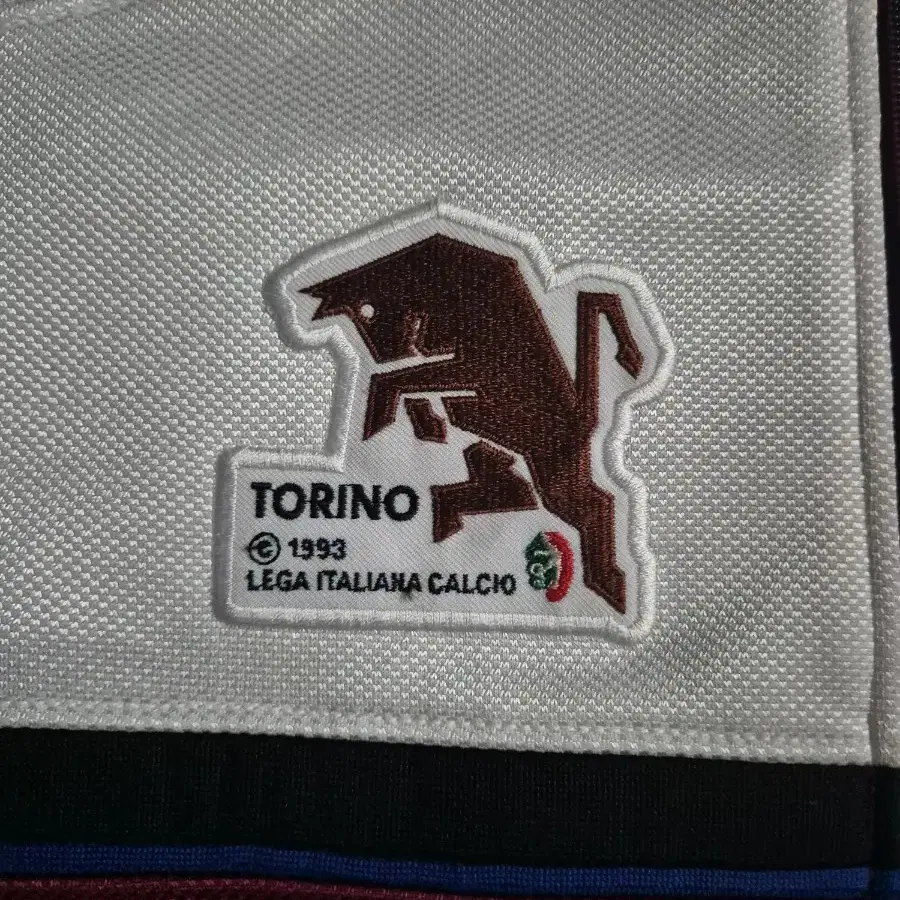 TORINO
© 1993
LEGA ITALIANA CALCIO